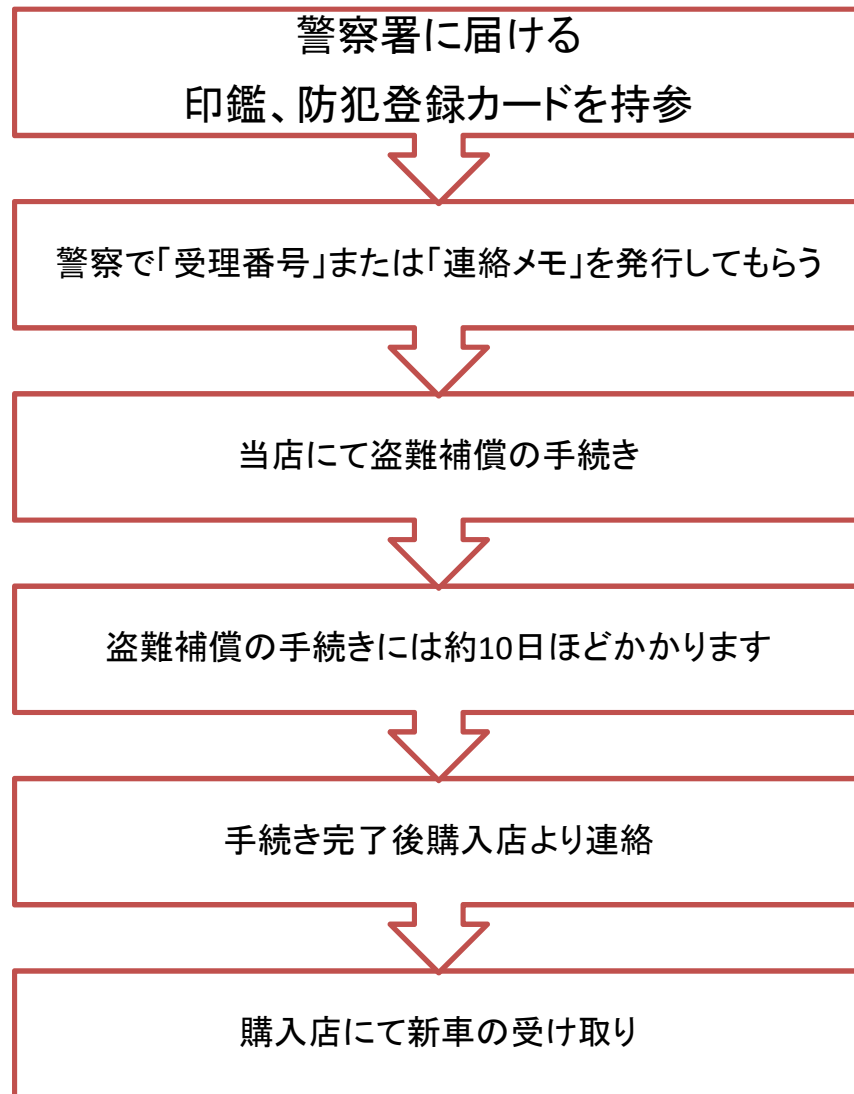 警察署に届ける
印鑑、防犯登録カードを持参
警察で「受理番号」または「連絡メモ」を発行してもらう
当店にて盗難補償の手続き
盗難補償の手続きには約10日ほどかかります
手続き完了後購入店より連絡
購入店にて新車の受け取り